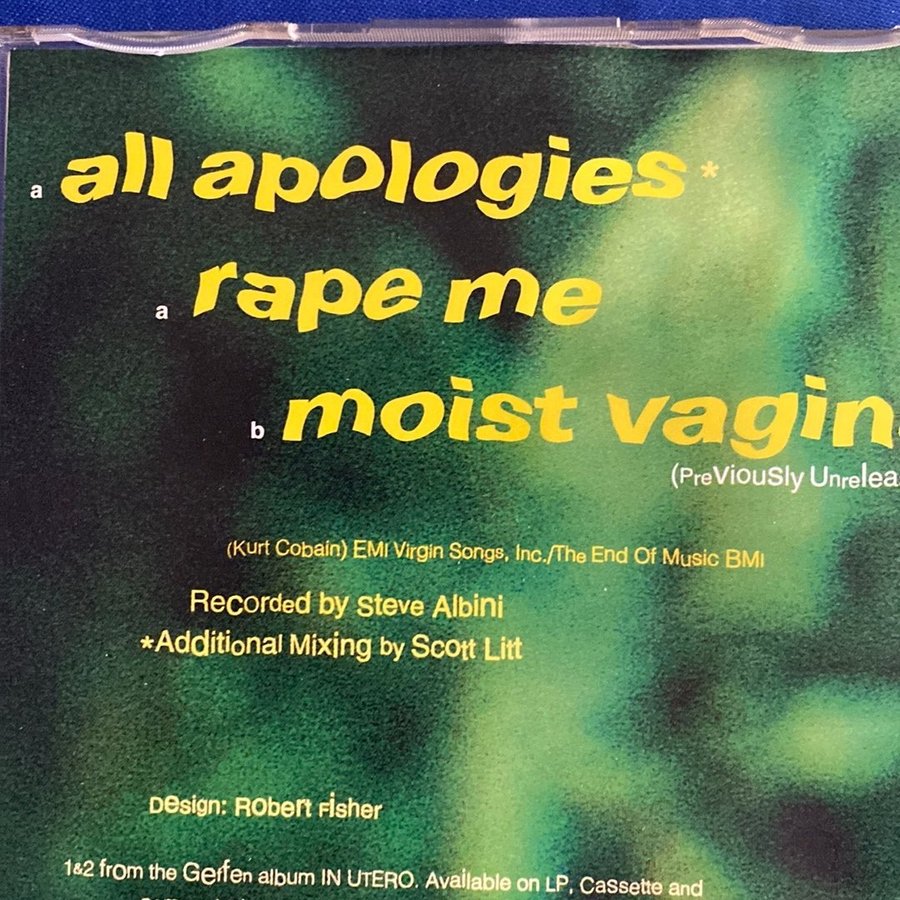 a all apologies*
a rape me
b moist vagin
(PreViouSly Unrelea
(Kurt Cobain) EMI Virgin Songs, Inc./The End Of Music BMI
Recorded by Steve Albini
*Additional Mixing by Scott Litt
Design: Robert Fisher
1&2 from the Geffen album IN UTERO. Available on LP, Cassette and